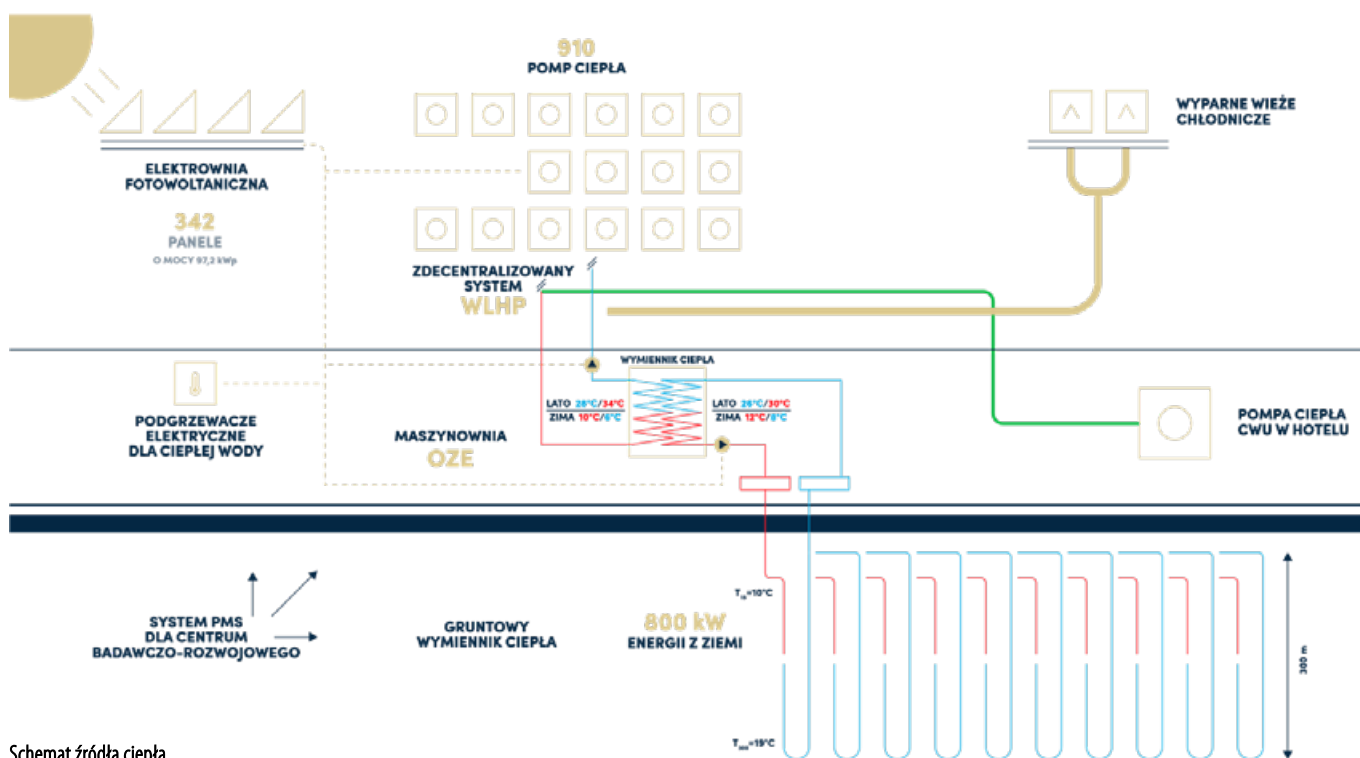 910
POMP CIEPŁA
WYPARNE WIEŻE
CHŁODNICZE
ELEKTROWNIA
FOTOWOLTANICZNA
342
PANELE
O MOCY 97,2 kWp
ZDECENTRALIZOWANY
SYSTEM
WLHP
WYMIENNIK CIEPŁA
LATO 28°C/34°C
ZIMA 10°C/6°C
LATO 26°C/30°C
ZIMA 12°C/8°C
PODGRZEWACZE
ELEKTRYCZNE
DLA CIEPŁEJ WODY
MASZYNOWNIA
OZE
POMPA CIEPŁA
CWU W HOTELU
SYSTEM PMS
DLA CENTRUM
BADAWCZO-ROZWOJOWEGO
GRUNTOWY
WYMIENNIK CIEPŁA
800 kW
ENERGII Z ZIEMI
=10°C
=19°C
300 m
Schemat źródła ciepła